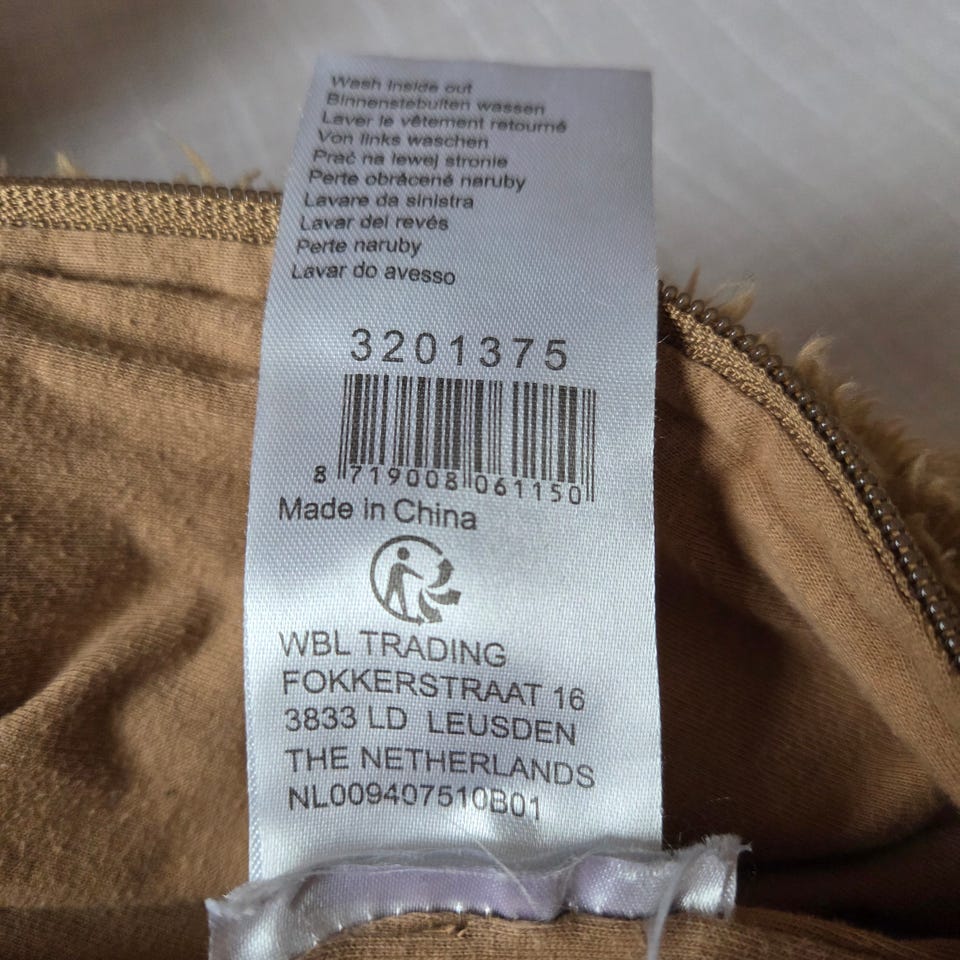 Wash inside out
Binnenstebuiten wassen
Laver le vêtement retourné
Von links waschen
Prać na lewej stronie
Perte obrácené naruby
Lavare da sinistra
Lavar del revés
Perte naruby
Lavar do avesso
3201375
8 719008 061150
Made in China
WBL TRADING
FOKKERSTRAAT 16
3833 LD LEUSDEN
THE NETHERLANDS
NL009407510B01